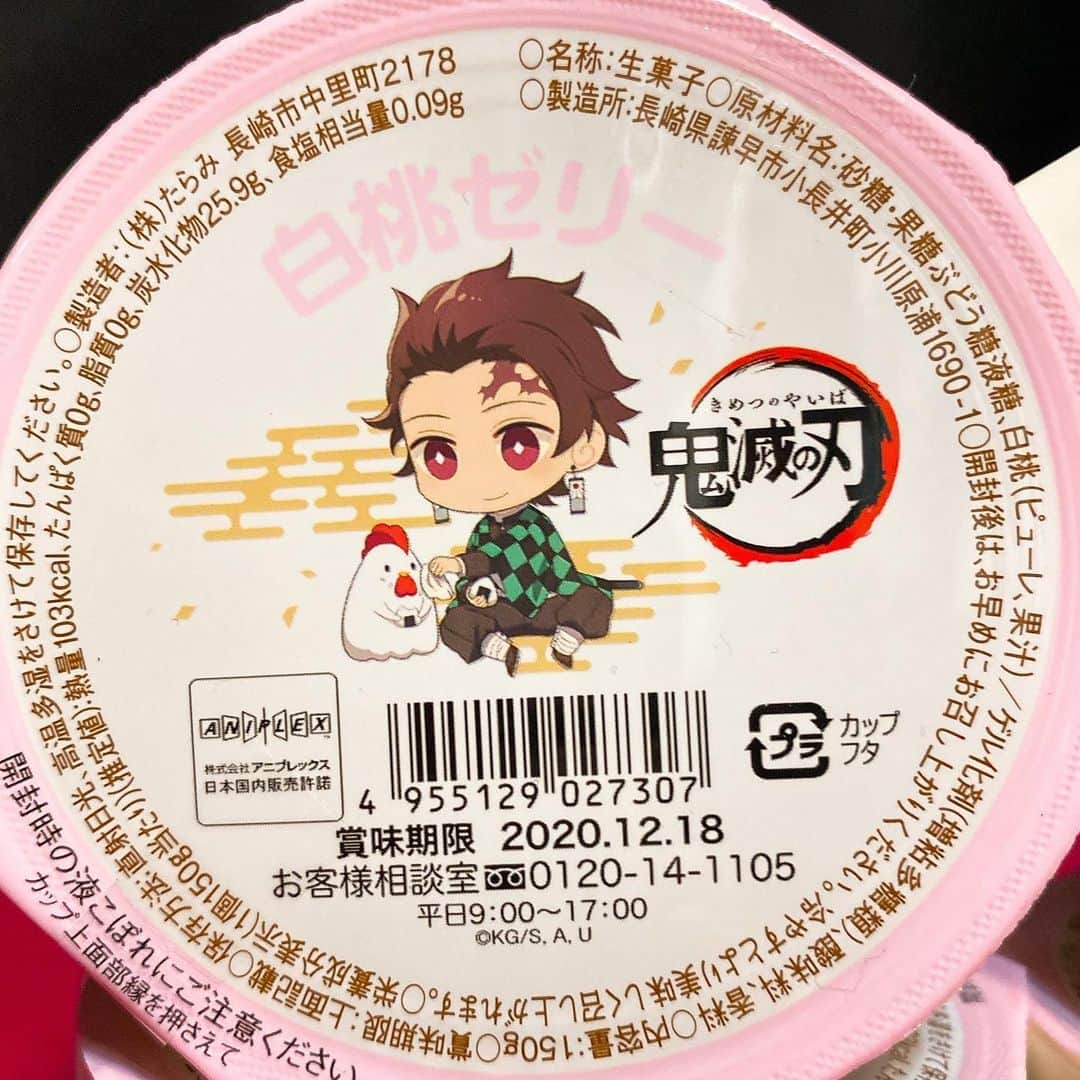 ○名称:生菓子○原材料名:砂糖・果糖ぶどう糖液糖、白桃(ピューレ、果汁)/ゲル化剤(増粘多糖類)、酸味料、香料○内容量:150g○賞味期限:上面記載○保存方法:直射日光、高温多湿をさけて保存してください。○製造者:(株)たらみ 長崎市中里町2178
○製造所:長崎県諫早市小長井町小川原浦1690-1○開封後は、お早めにお召し上がりください。冷やすとより美味しく召し上がれます。○栄養成分表示(1個150g当たり)(推定値):熱量103kcal、たんぱく質0g、脂質0g、炭水化物25.9g、食塩相当量0.09g
白桃ゼリー
きめつのやいば
鬼滅の刃
ANIPLEX
株式会社アニプレックス
日本国内販売許諾
プラ
カップ
フタ
4 955129 027307
賞味期限 2020.12.18
お客様相談室 0120-14-1105
平日9:00〜17:00
©KG/S, A, U
開封時の液こぼれにご注意ください
カップ上面部縁を押さえて